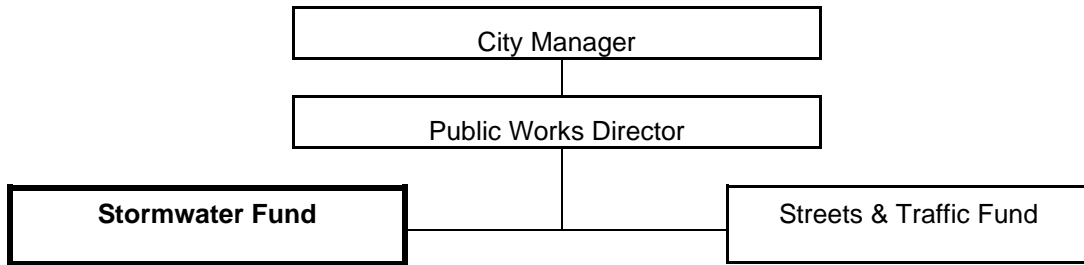 City Manager
Public Works Director
Stormwater Fund
Streets & Traffic Fund